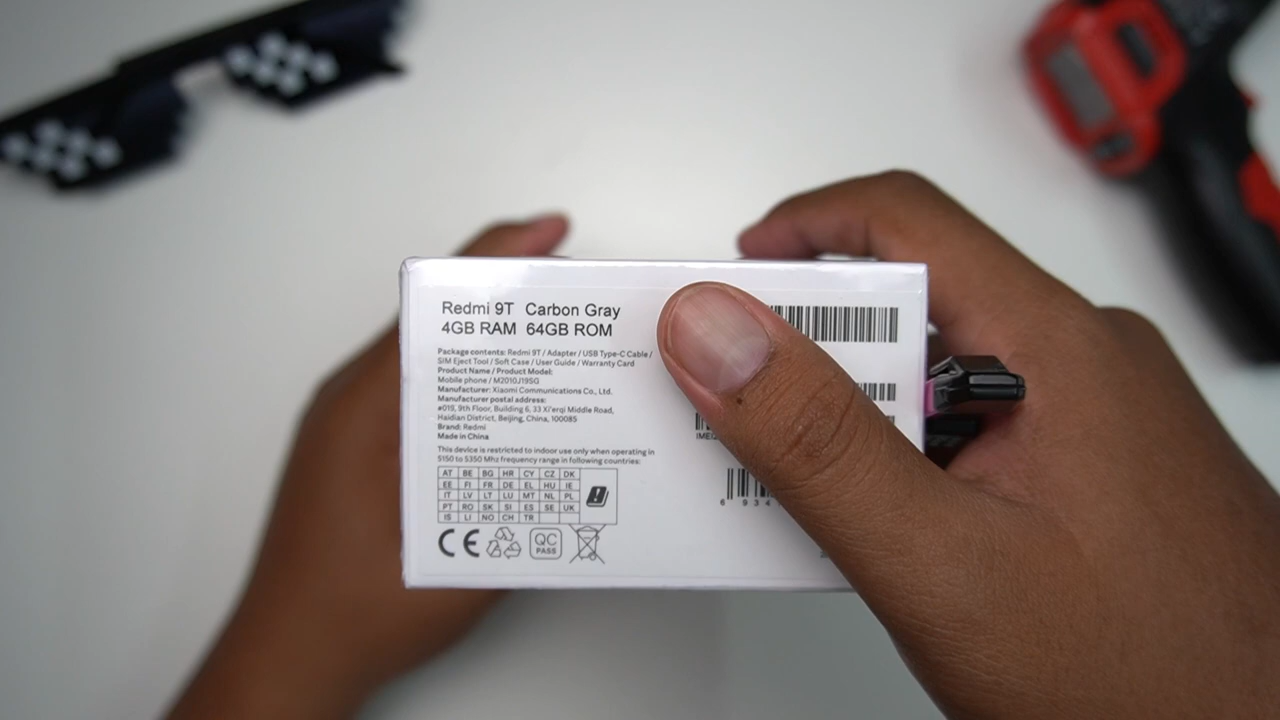 Redmi 9T Carbon Gray
4GB RAM 64GB ROM
Package contents: Redmi 9T / Adapter / USB Type-C Cable /
SIM Eject Tool / Soft Case / User Guide / Warranty Card
Product Name / Product Model:
Mobile phone / M2010J19SG
Manufacturer: Xiaomi Communications Co., Ltd.
Manufacturer postal address:
#019, 9th Floor, Building 6, 33 Xi'erqi Middle Road,
Haidian District, Beijing, China, 100085
Brand: Redmi
Made in China
IMEI
This device is restricted to indoor use only when operating in
5150 to 5350 Mhz frequency range in following countries:
AT BE BG HR CY CZ DK
EE FI FR DE EL HU IE
IT LV LT LU MT NL PL
PT RO SK SI ES SE UK
IS LI NO CH TR
6 934
CE
QC
PASS